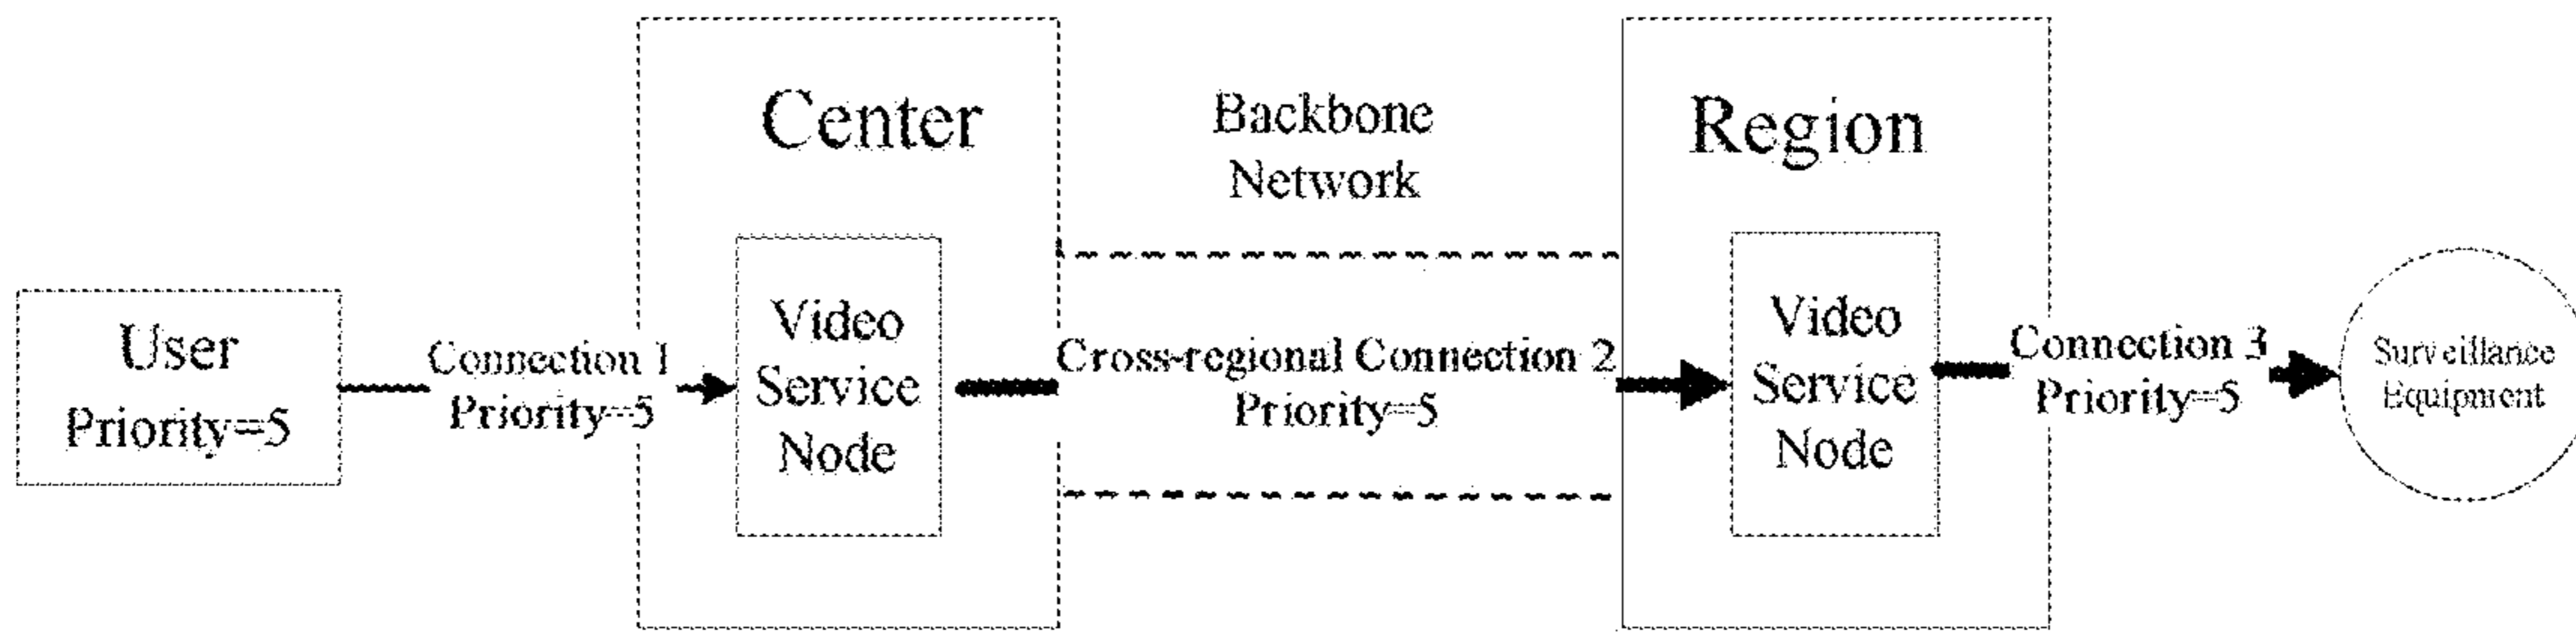 User
Priority=5
Connection 1
Priority=5
Center
Video
Service
Node
Backbone
Network
Cross-regional Connection 2
Priority=5
Region
Video
Service
Node
Connection 3
Priority=5
Surveillance
Equipment